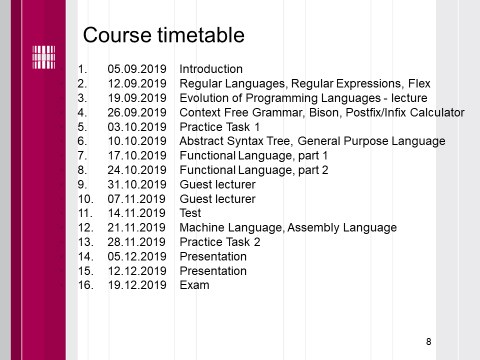 Course timetable
1. 05.09.2019 Introduction
2. 12.09.2019 Regular Languages, Regular Expressions, Flex
3. 19.09.2019 Evolution of Programming Languages - lecture
4. 26.09.2019 Context Free Grammar, Bison, Postfix/Infix Calculator
5. 03.10.2019 Practice Task 1
6. 10.10.2019 Abstract Syntax Tree, General Purpose Language
7. 17.10.2019 Functional Language, part 1
8. 24.10.2019 Functional Language, part 2
9. 31.10.2019 Guest lecturer
10. 07.11.2019 Guest lecturer
11. 14.11.2019 Test
12. 21.11.2019 Machine Language, Assembly Language
13. 28.11.2019 Practice Task 2
14. 05.12.2019 Presentation
15. 12.12.2019 Presentation
16. 19.12.2019 Exam
8